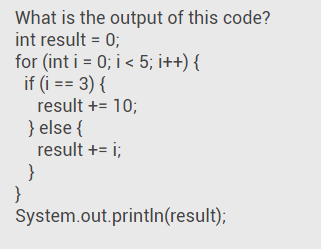 What is the output of this code?
int result = 0;
for (int i = 0; i < 5; i++) {
if (i == 3) {
result += 10;
} else {
result += i;
}
}
System.out.println(result);